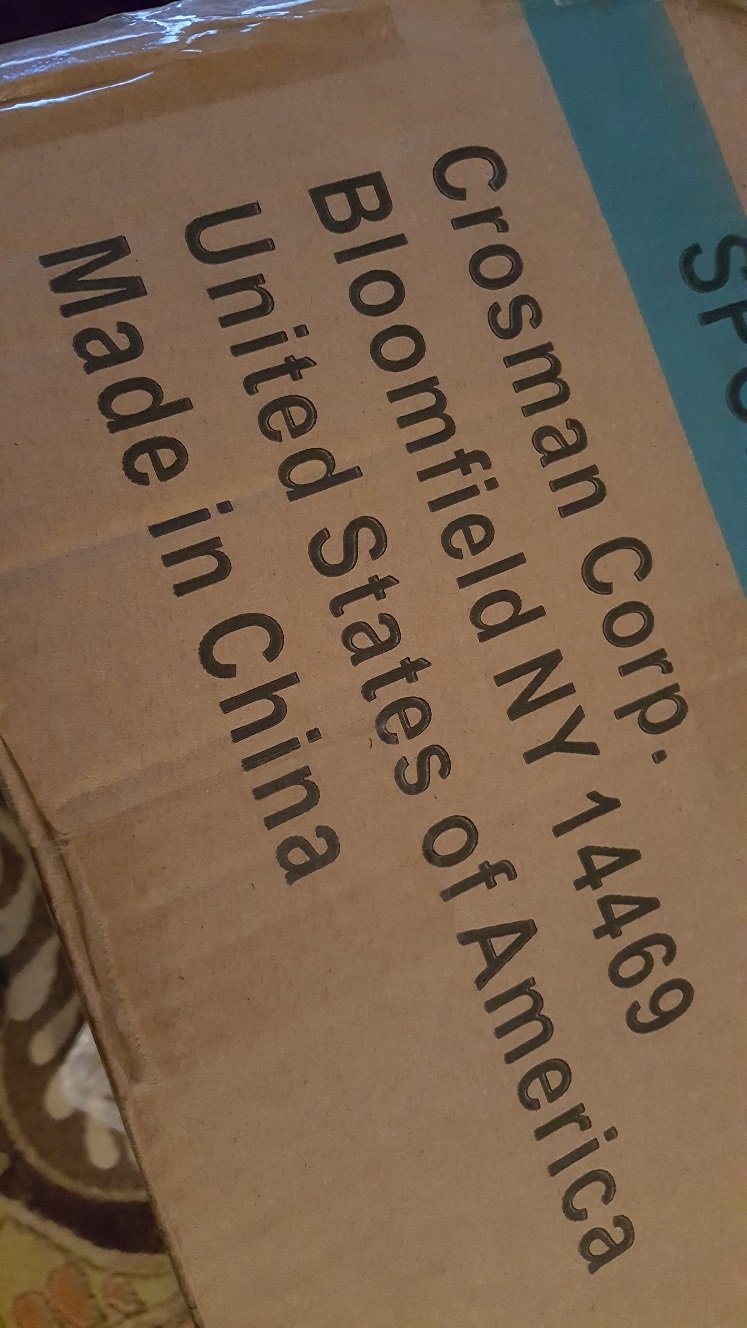 Crosman Corp.
Bloomfield NY 14469
United States of America
Made in China